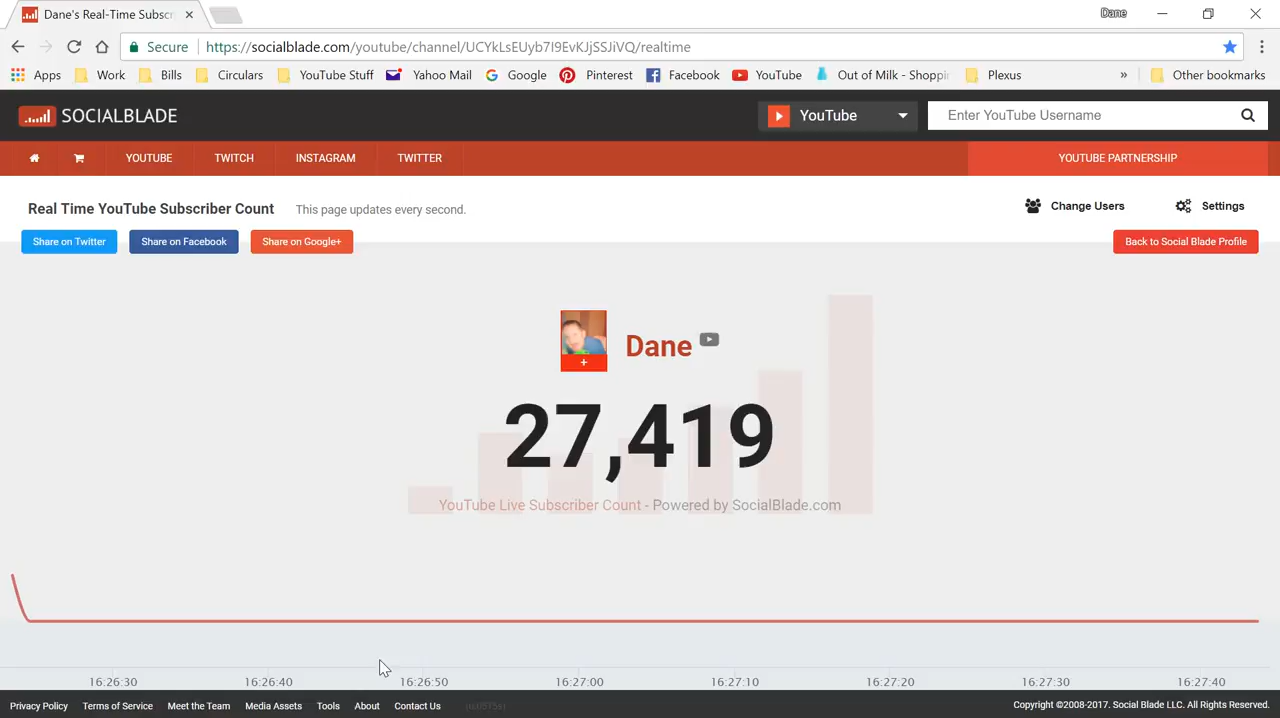 Dane's Real-Time Subscr
Dane
Secure https://socialblade.com/youtube/channel/UCYkLsEUyb7I9EvKJjSSJiVQ/realtime
Apps Work Bills Circulars YouTube Stuff Yahoo Mail Google Pinterest Facebook YouTube Out of Milk - Shoppi Plexus » Other bookmarks
SOCIALBLADE YouTube Enter YouTube Username
YOUTUBE TWITCH INSTAGRAM TWITTER YOUTUBE PARTNERSHIP
Real Time YouTube Subscriber Count This page updates every second. Change Users Settings
Share on Twitter Share on Facebook Share on Google+ Back to Social Blade Profile
Dane
+
27,419
YouTube Live Subscriber Count - Powered by SocialBlade.com
16:26:30 16:26:40 16:26:50 16:27:00 16:27:10 16:27:20 16:27:30 16:27:40
Privacy Policy Terms of Service Meet the Team Media Assets Tools About Contact Us Copyright ©2008-2017. Social Blade LLC. All Rights Reserved.